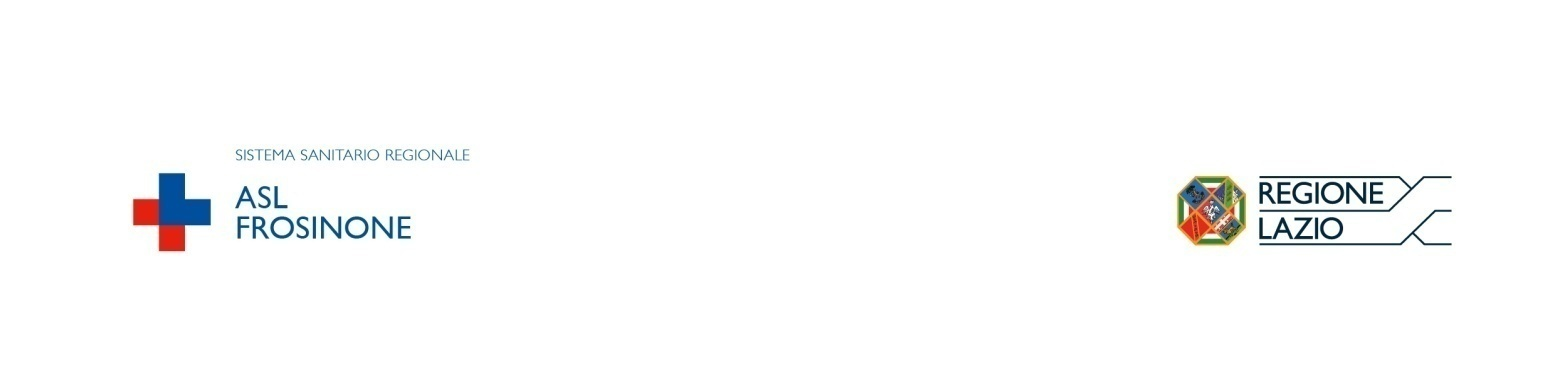 SISTEMA SANITARIO REGIONALE
ASL
FROSINONE
REGIONE
LAZIO